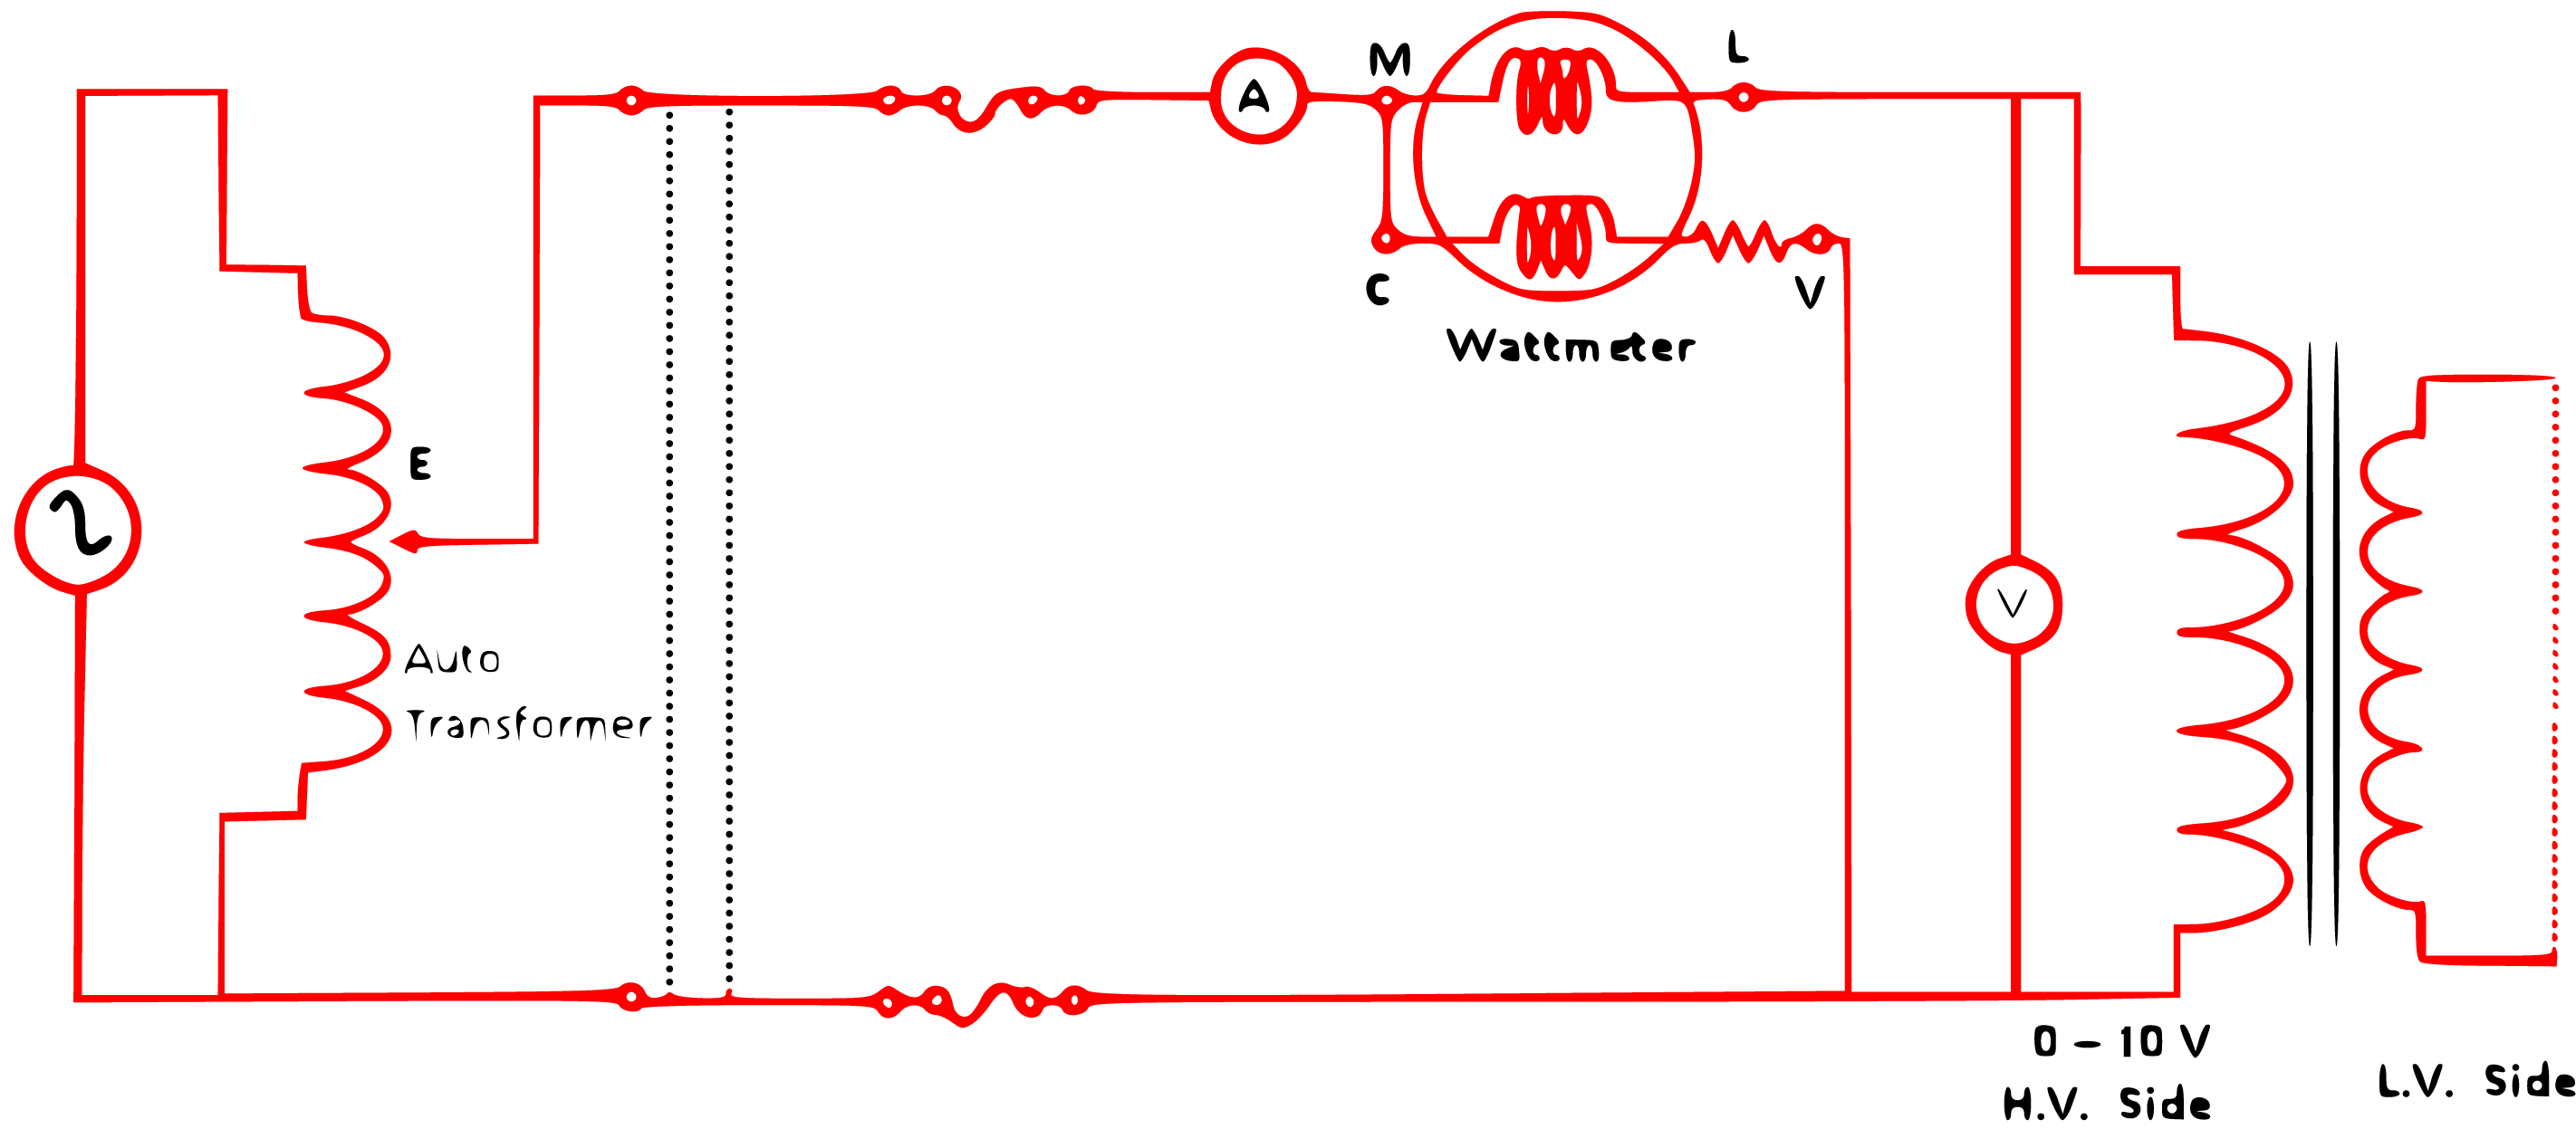 A
M
L
C
V
Wattmeter
E
V
Auto
Transformer
0 - 10 V
H.V. Side
L.V. Side